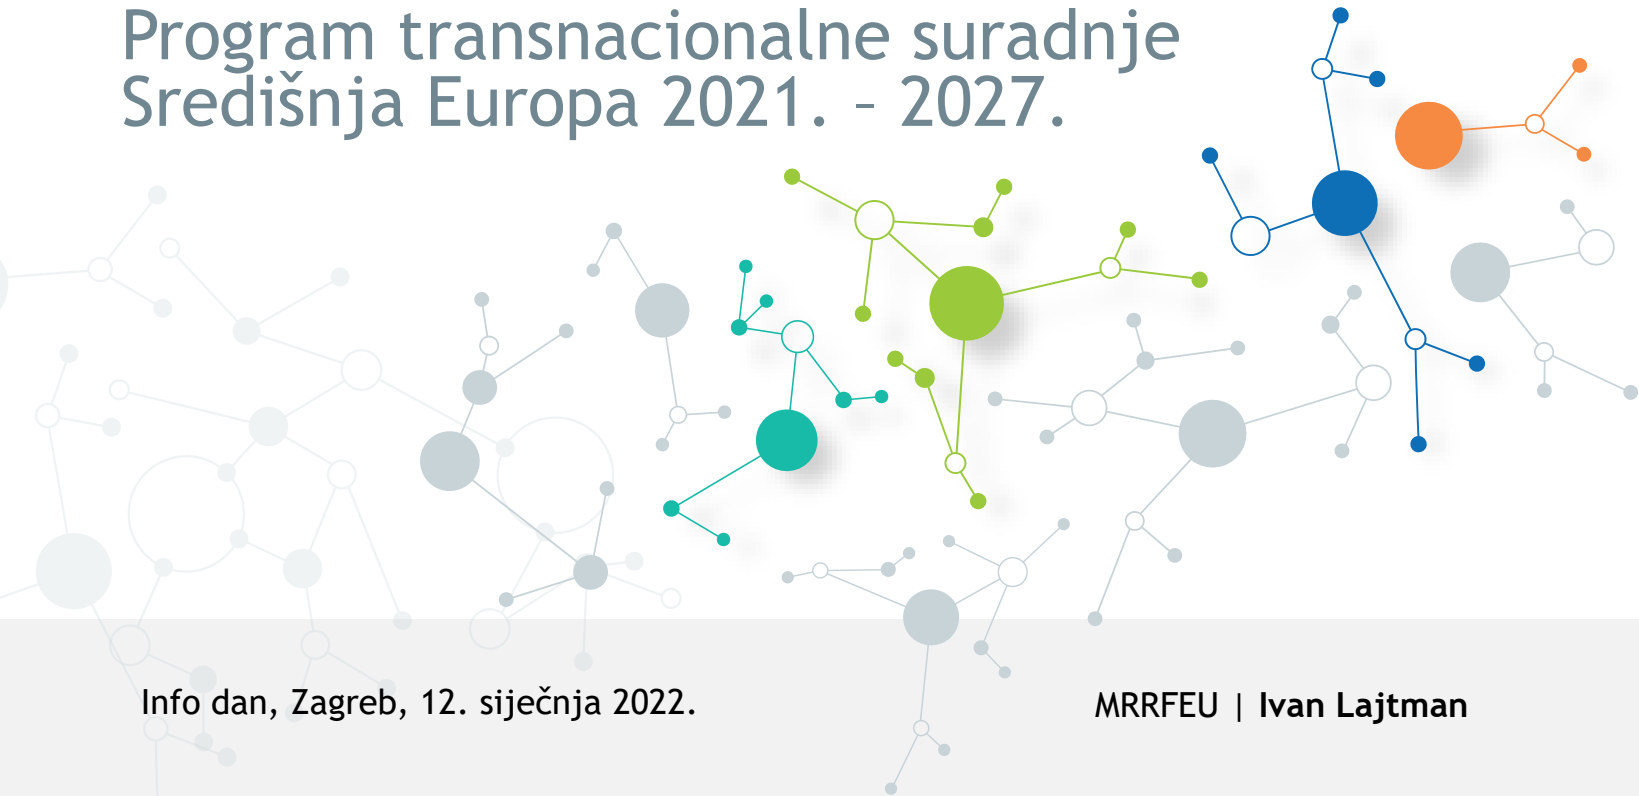 Program transnacionalne suradnje
Središnja Europa 2021. – 2027.
Info dan, Zagreb, 12. siječnja 2022.
MRRFEU | Ivan Lajtman